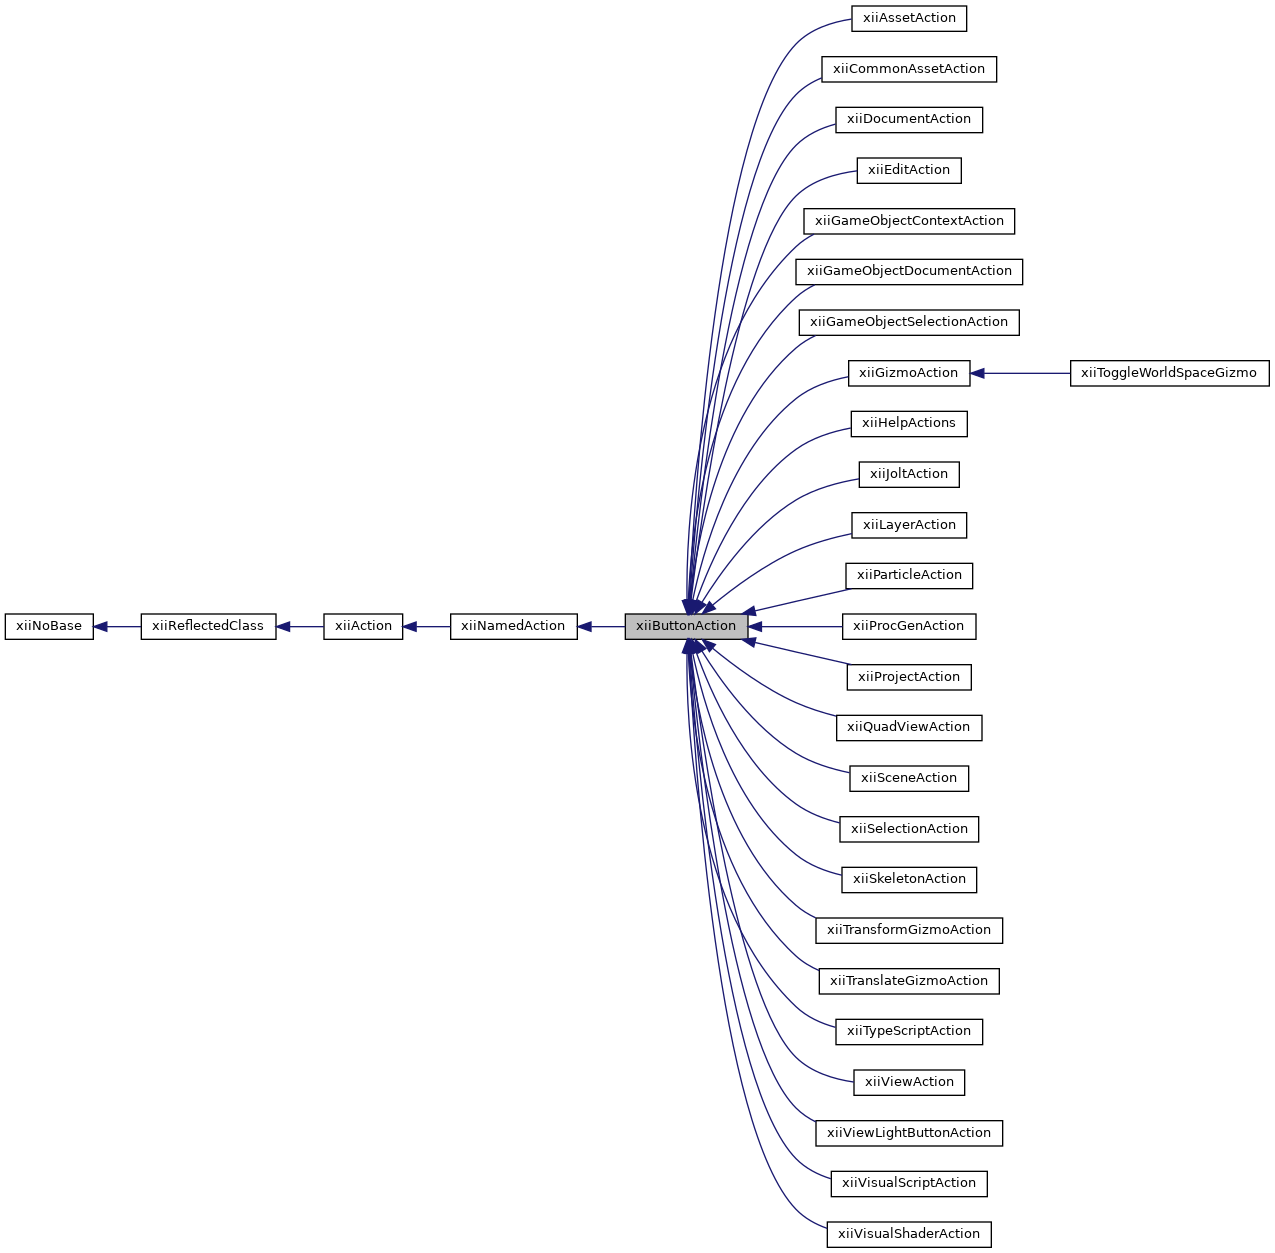 xiiAssetAction
xiiCommonAssetAction
xiiDocumentAction
xiiEditAction
xiiGameObjectContextAction
xiiGameObjectDocumentAction
xiiGameObjectSelectionAction
xiiGizmoAction
xiiToggleWorldSpaceGizmo
xiiHelpActions
xiiJoltAction
xiiLayerAction
xiiParticleAction
xiiNoBase
xiiReflectedClass
xiiAction
xiiNamedAction
xiiButtonAction
xiiProcGenAction
xiiProjectAction
xiiQuadViewAction
xiiSceneAction
xiiSelectionAction
xiiSkeletonAction
xiiTransformGizmoAction
xiiTranslateGizmoAction
xiiTypeScriptAction
xiiViewAction
xiiViewLightButtonAction
xiiVisualScriptAction
xiiVisualShaderAction